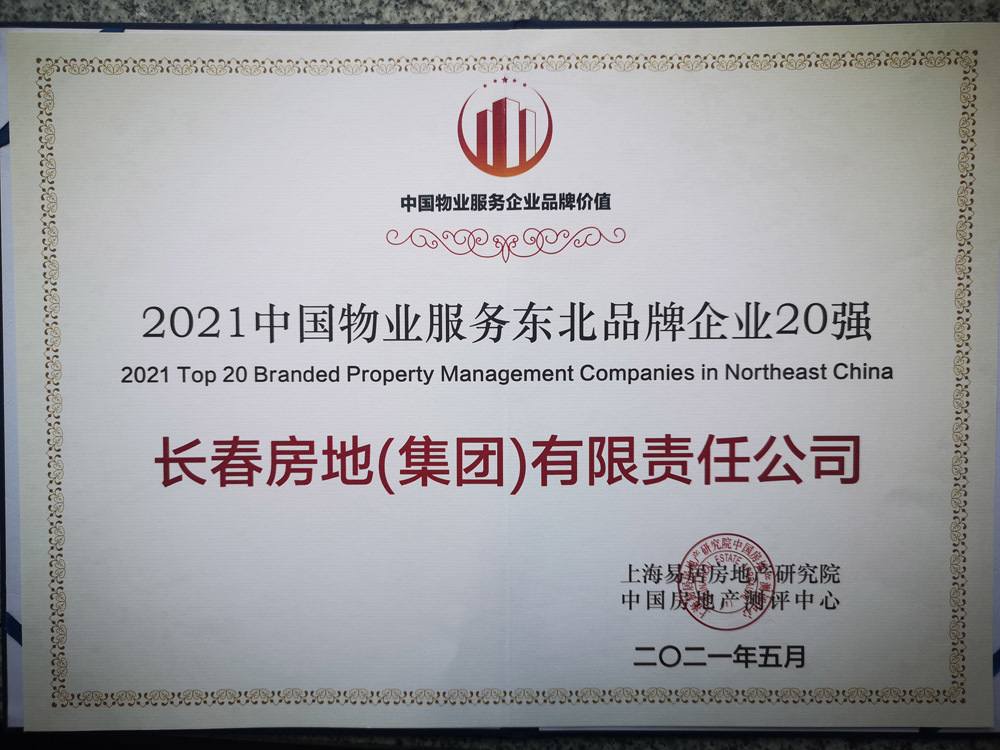 中国物业服务企业品牌价值
2021中国物业服务东北品牌企业20强
2021 Top 20 Branded Property Management Companies in Northeast China
长春房地(集团)有限责任公司
上海易居房地产研究院
中国房地产测评中心
二〇二一年五月